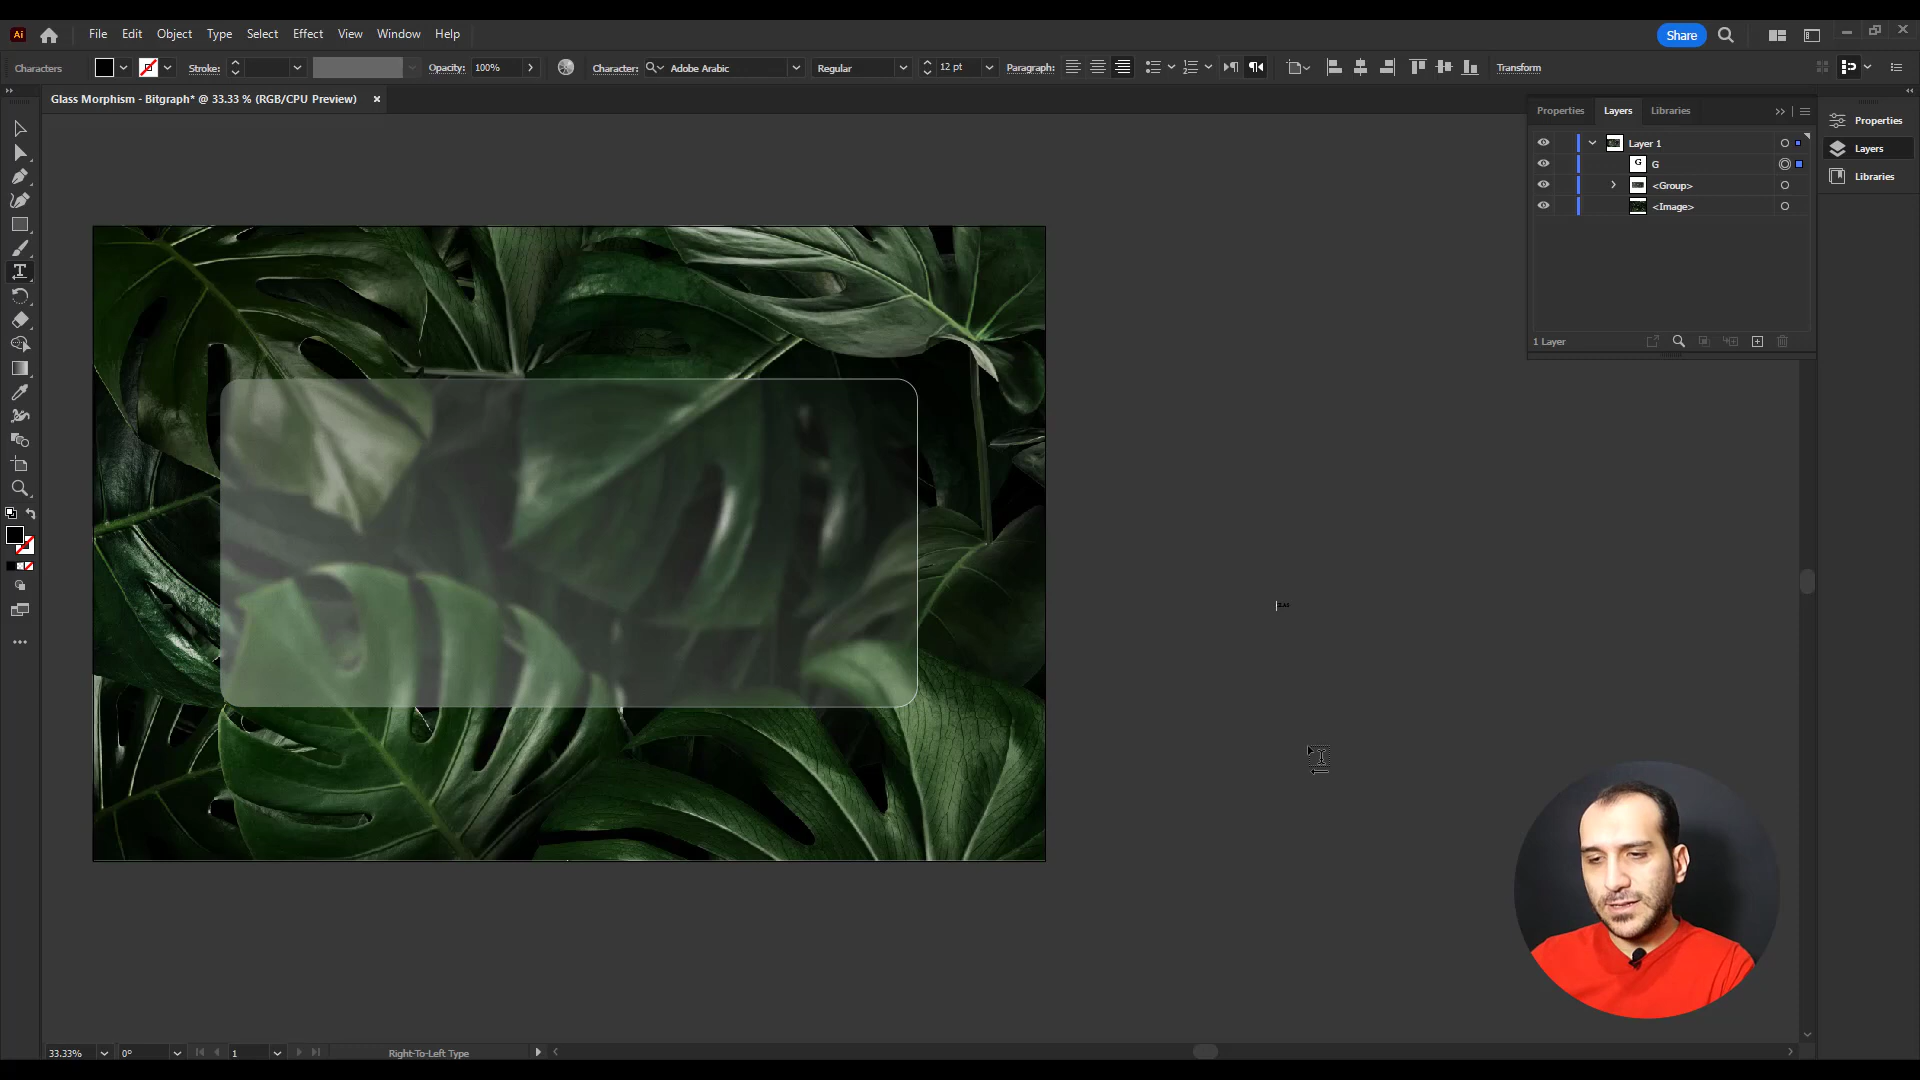 Ai File Edit Object Type Select Effect View Window Help Share
Characters Stroke: Opacity: 100% Character: Adobe Arabic Regular 12 pt Paragraph: Transform
Glass Morphism - Bitgraph* @ 33.33 % (RGB/CPU Preview)
Properties Layers Libraries
Layer 1
G G
<Group>
<Image>
1 Layer
Properties
Layers
Libraries
33.33% 0° 1 Right-To-Left Type